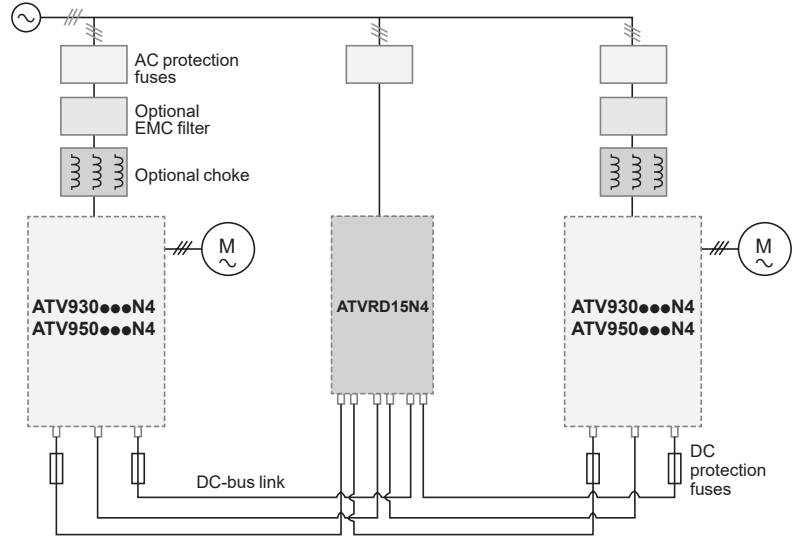 AC protection
fuses
Optional
EMC filter
Optional choke
M
ATV930●●●N4
ATV950●●●N4
ATVRD15N4
M
ATV930●●●N4
ATV950●●●N4
DC-bus link
DC
protection
fuses